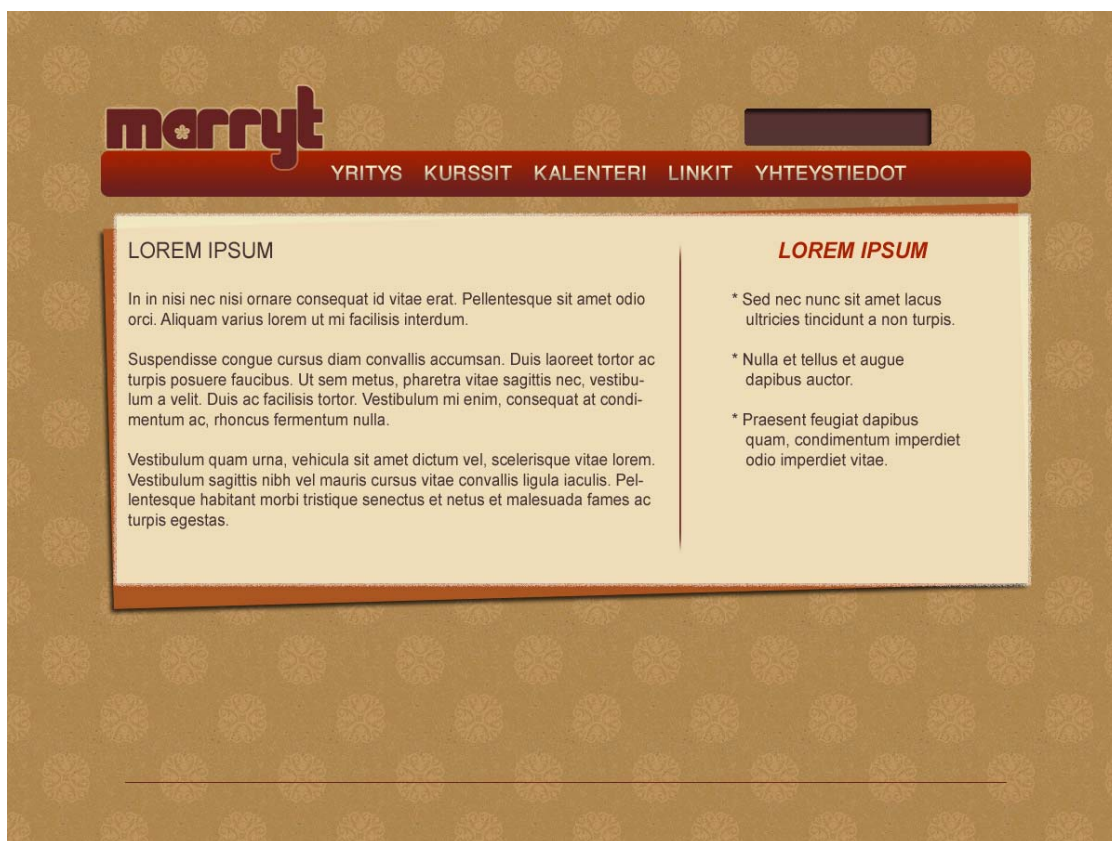 marryt
YRITYS KURSSIT KALENTERI LINKIT YHTEYSTIEDOT
LOREM IPSUM
In in nisi nec nisi ornare consequat id vitae erat. Pellentesque sit amet odio
orci. Aliquam varius lorem ut mi facilisis interdum.
Suspendisse congue cursus diam convallis accumsan. Duis laoreet tortor ac
turpis posuere faucibus. Ut sem metus, pharetra vitae sagittis nec, vestibu-
lum a velit. Duis ac facilisis tortor. Vestibulum mi enim, consequat at condi-
mentum ac, rhoncus fermentum nulla.
Vestibulum quam urna, vehicula sit amet dictum vel, scelerisque vitae lorem.
Vestibulum sagittis nibh vel mauris cursus vitae convallis ligula iaculis. Pel-
lentesque habitant morbi tristique senectus et netus et malesuada fames ac
turpis egestas.
LOREM IPSUM
* Sed nec nunc sit amet lacus
ultricies tincidunt a non turpis.
* Nulla et tellus et augue
dapibus auctor.
* Praesent feugiat dapibus
quam, condimentum imperdiet
odio imperdiet vitae.